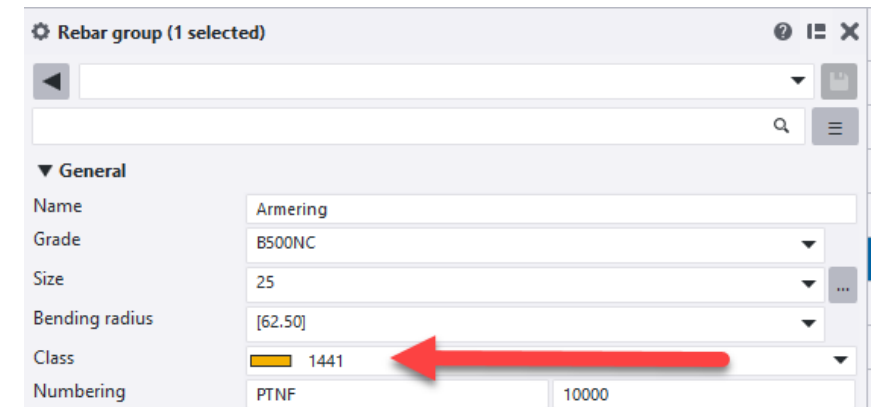 Rebar group (1 selected)
General
Name Armering
Grade B500NC
Size 25 ...
Bending radius [62.50]
Class 1441
Numbering PTNF 10000